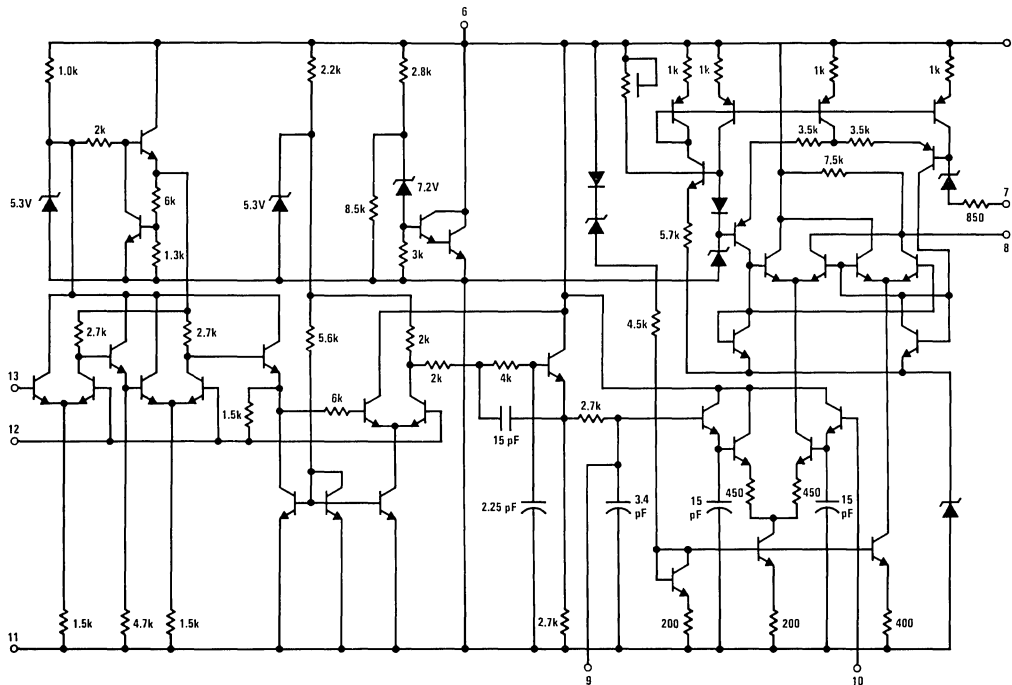 6
1.0k
2.2k
2.8k
1k
1k
1k
1k
2k
3.5k
3.5k
7.5k
5.3V
6k
5.3V
8.5k
7.2V
7
850
1.3k
3k
5.7k
8
2.7k
2.7k
5.6k
2k
4.5k
13
2k
4k
12
1.5k
6k
2.7k
15 pF
2.25 pF
3.4
pF
15
pF
450
450
15
pF
11
1.5k
4.7k
1.5k
2.7k
200
200
400
9
10